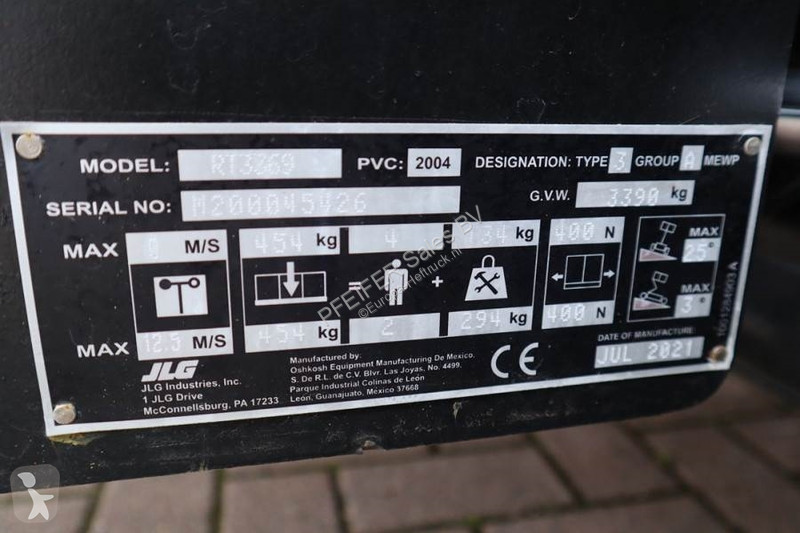 MODEL: RT3369 PVC: 2004 DESIGNATION: TYPE 3 GROUP A MEWP
SERIAL NO: M200045426 G.V.W. 3390 kg
MAX 0 M/S 454 kg 4 134 kg 400 N MAX 25°
= +
MAX 12.5 M/S 454 kg 2 294 kg 400 N MAX 3°
1001284903 A
DATE OF MANUFACTURE:
JUL 2021
JLG
JLG Industries, Inc.
1 JLG Drive
McConnellsburg, PA 17233
Manufactured by:
Oshkosh Equipment Manufacturing De Mexico,
S. De R.L. de C.V. Blvr. Las Joyas, No. 4499,
Parque Industrial Colinas de León
León, Guanajuato, México 37668
CE
PFEIFER Sales BV